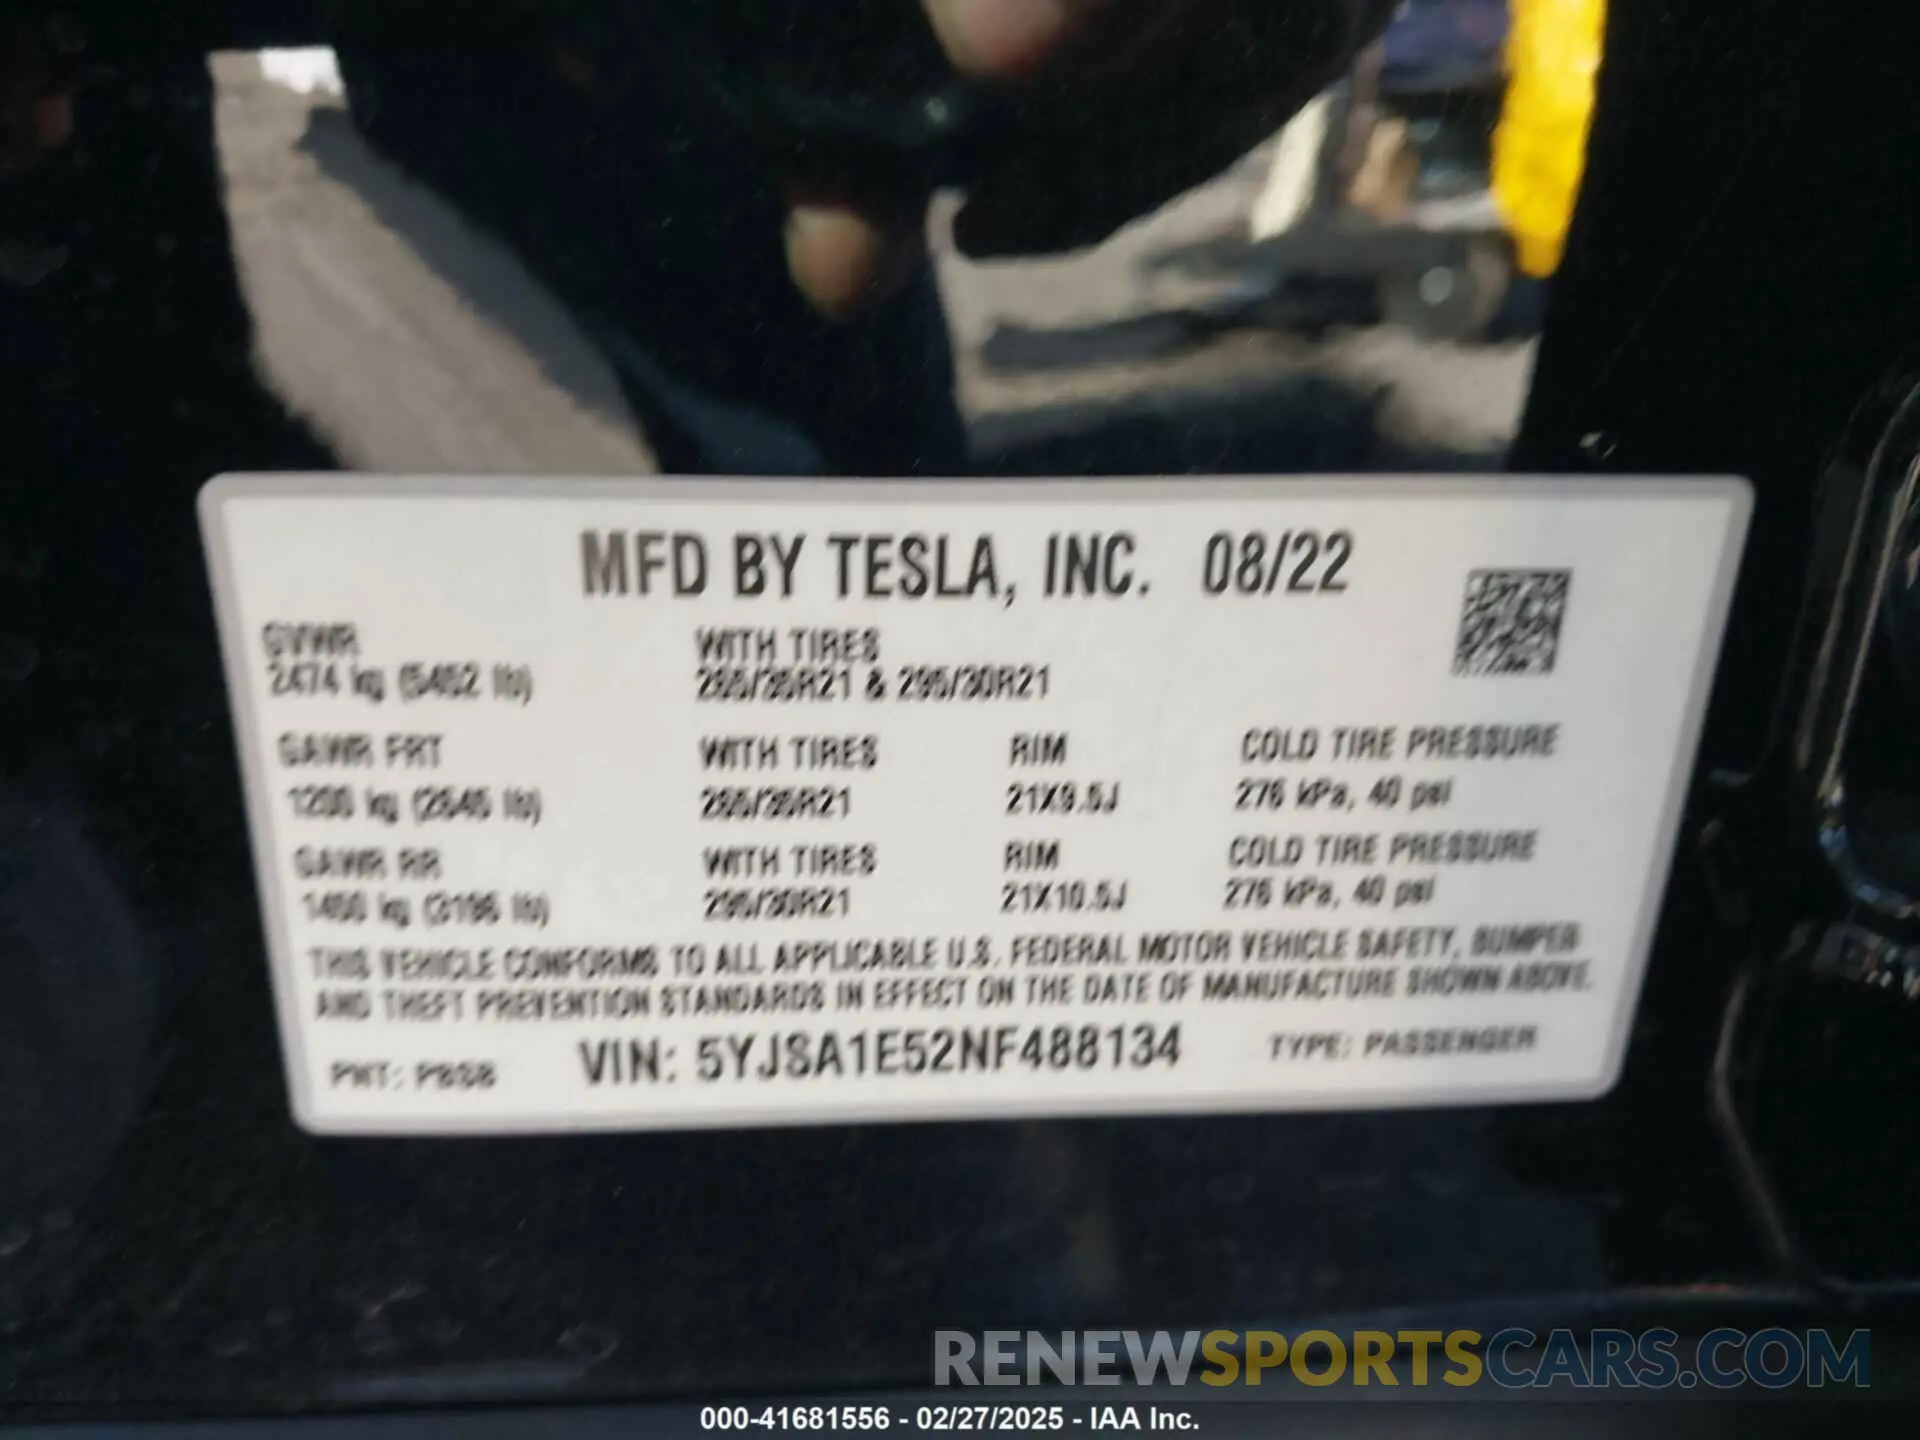 MFD BY TESLA, INC. 08/22
GVWR WITH TIRES
2474 kg (5452 lb) 265/35R21 & 295/30R21
GAWR FRT WITH TIRES RIM COLD TIRE PRESSURE
1200 kg (2645 lb) 265/35R21 21X9.5J 276 kPa, 40 psi
GAWR RR WITH TIRES RIM COLD TIRE PRESSURE
kg lb) 295/30R21 21X10.5J 276 kPa, 40 psi
THIS VEHICLE CONFORMS TO ALL APPLICABLE U.S. FEDERAL MOTOR VEHICLE SAFETY, BUMPER
AND THEFT PREVENTION STANDARDS IN EFFECT ON THE DATE OF MANUFACTURE SHOWN ABOVE.
PNT: VIN: 5YJSA1E52NF488134 TYPE: PASSENGER
RENEWSPORTSCARS.COM
000-41681556 - 02/27/2025 - IAA Inc.